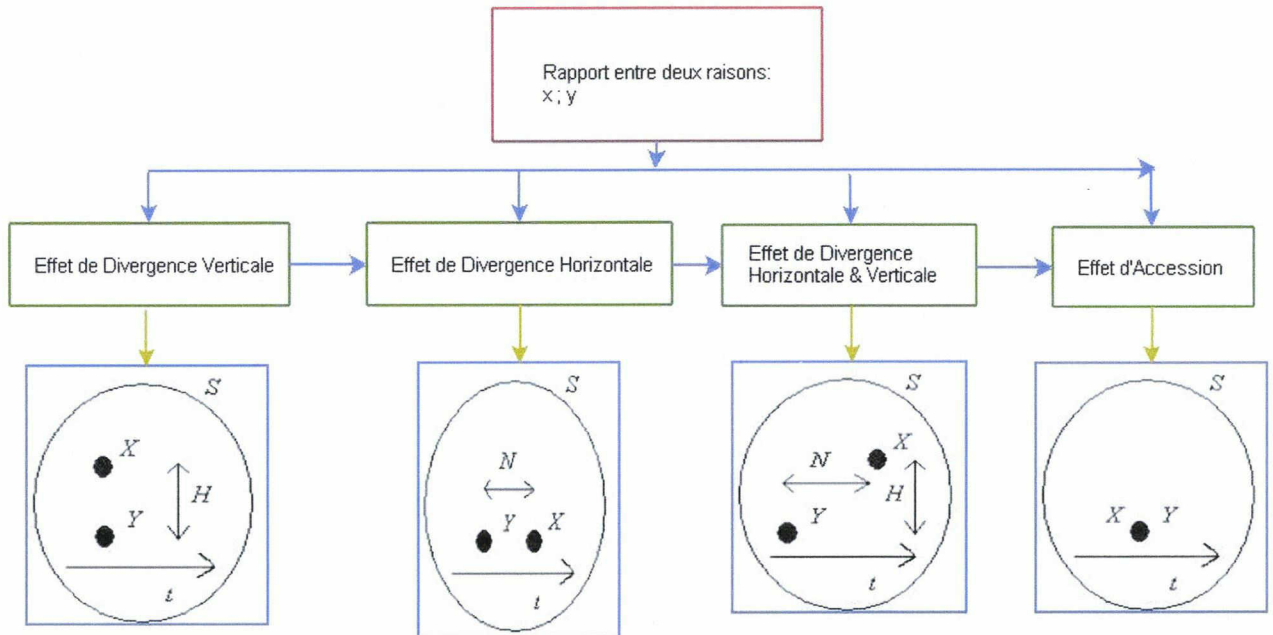 Rapport entre deux raisons:
x ; y
Effet de Divergence Verticale
Effet de Divergence Horizontale
Effet de Divergence
Horizontale & Verticale
Effet d'Accession
S
X
H
Y
t
S
N
Y
X
t
S
X
N
H
Y
t
S
X
Y
t